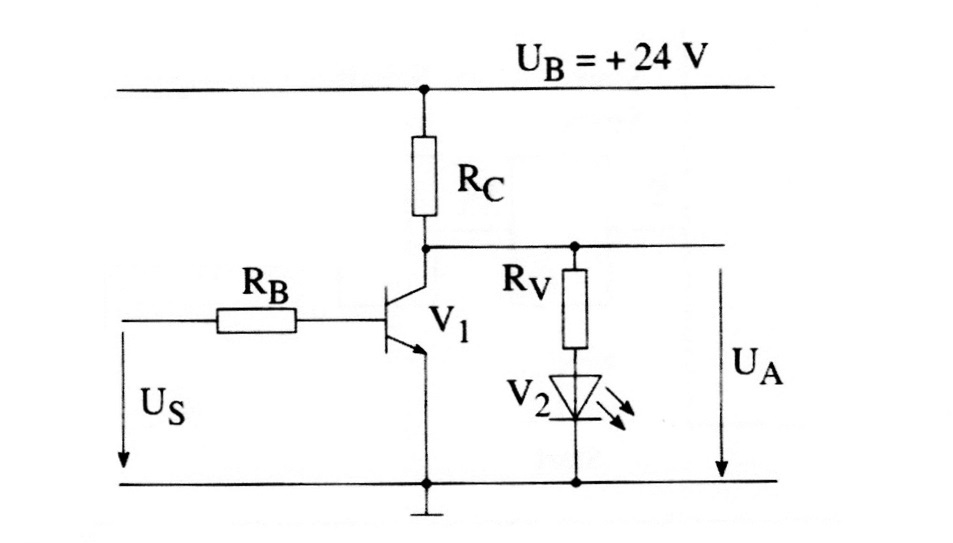 U_B = + 24 V
R_C
R_B
R_V
V_1
U_A
V_2
U_S